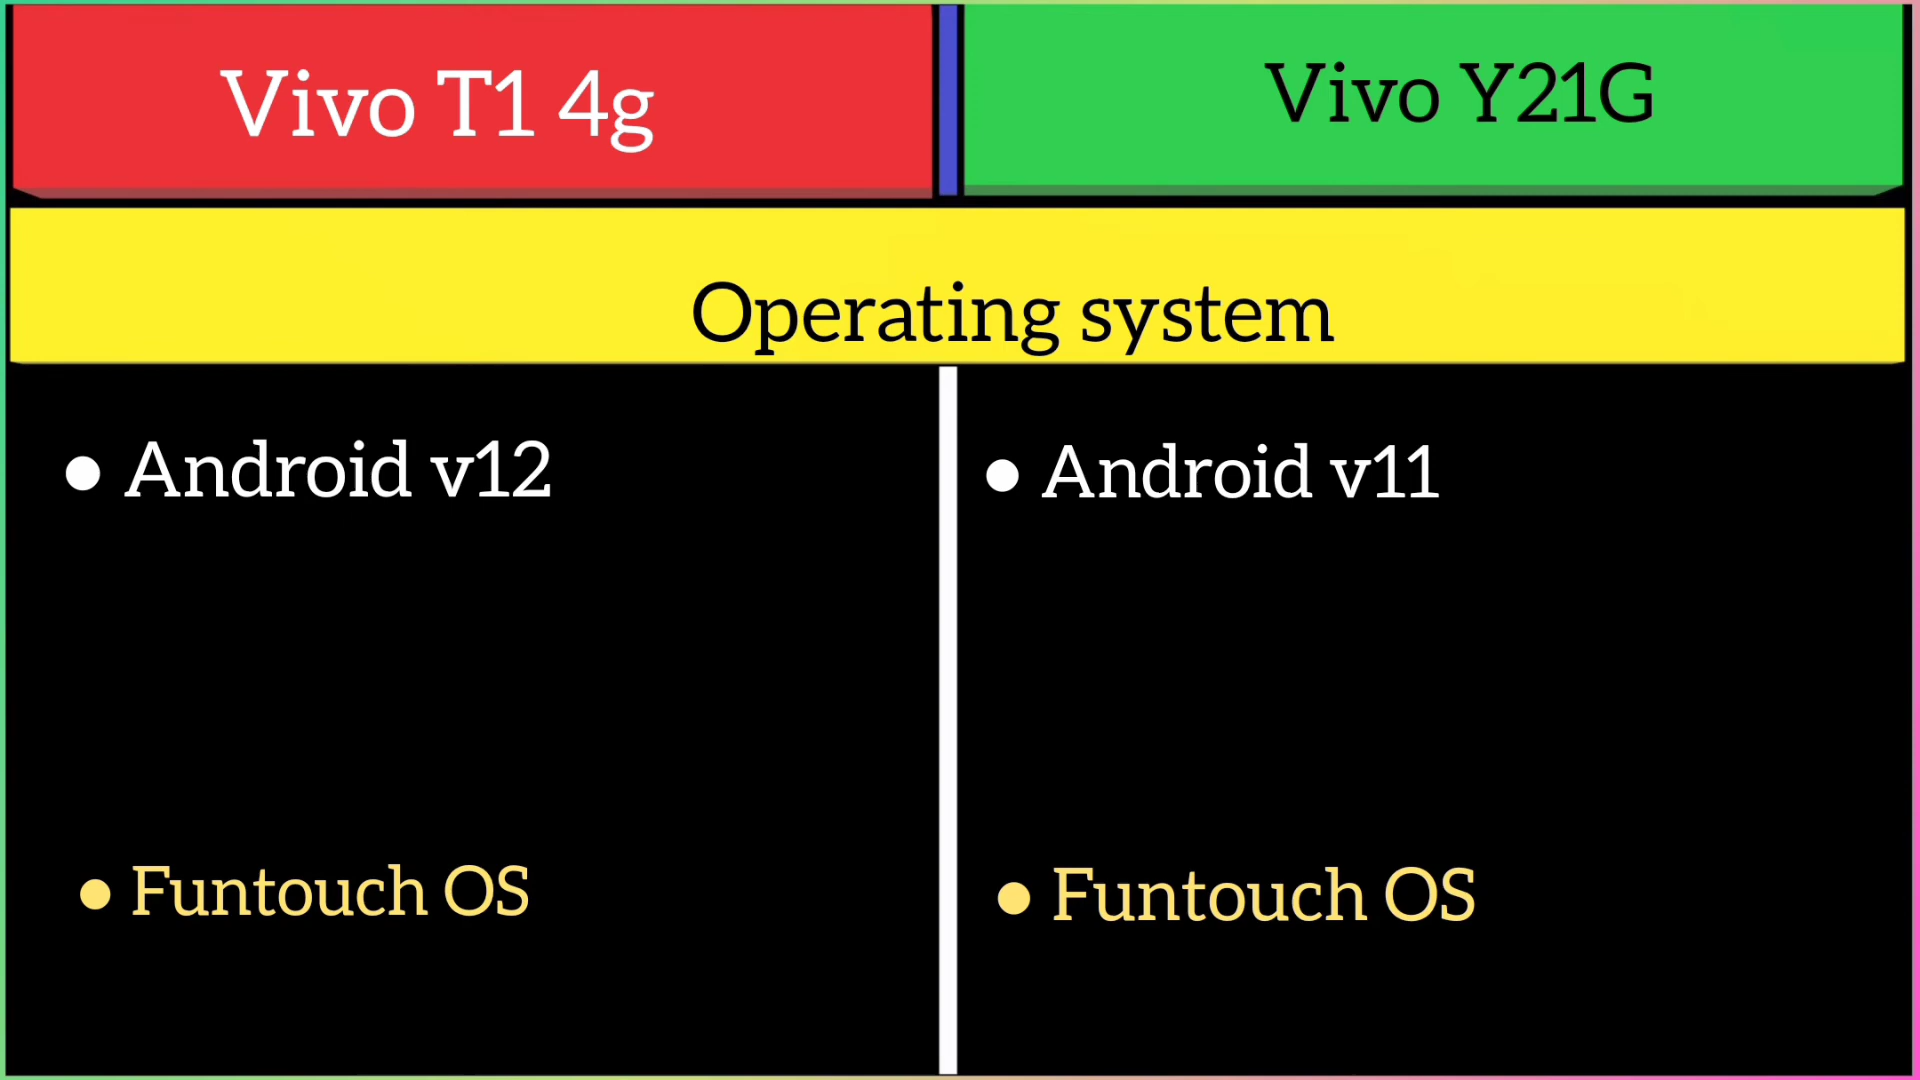 Vivo T1 4g
Vivo Y21G
Operating system
● Android v12
● Android v11
● Funtouch OS
● Funtouch OS